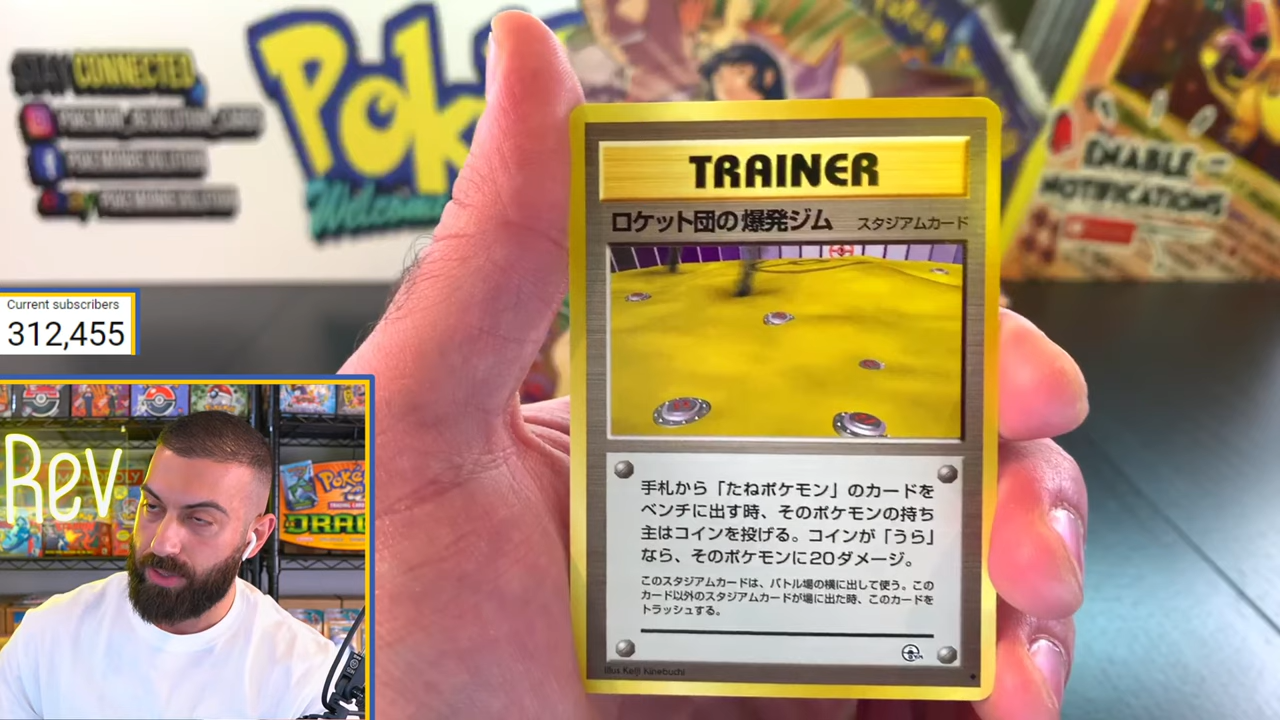 STAY CONNECTED
Pok
Welcome
ENABLE
NOTIFICATIONS
TRAINER
ロケット団の爆発ジム スタジアムカード
手札から「たねポケモン」のカードを
ベンチに出す時、そのポケモンの持ち
主はコインを投げる。コインが「うら」
なら、そのポケモンに20ダメージ。
このスタジアムカードは、バトル場の横に出して使う。この
カード以外のスタジアムカードが場に出た時、このカードを
トラッシュする。
Illus. Keiji Kinebuchi
Current subscribers
312,455
Rev